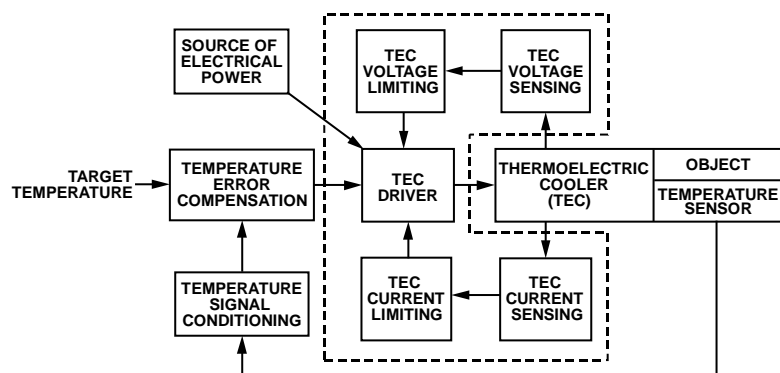 SOURCE OF
ELECTRICAL
POWER
TEC
VOLTAGE
LIMITING
TEC
VOLTAGE
SENSING
TARGET
TEMPERATURE
TEMPERATURE
ERROR
COMPENSATION
TEC
DRIVER
THERMOELECTRIC
COOLER
(TEC)
OBJECT
TEMPERATURE
SENSOR
TEMPERATURE
SIGNAL
CONDITIONING
TEC
CURRENT
LIMITING
TEC
CURRENT
SENSING